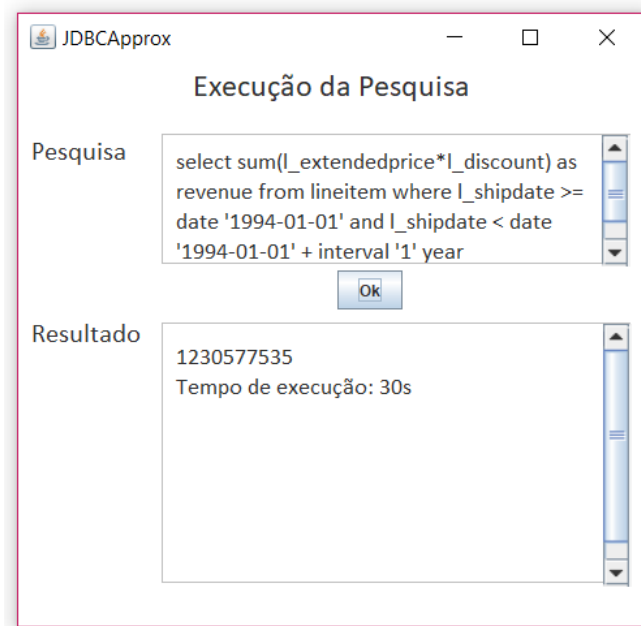 JDBCApprox
Execução da Pesquisa
Pesquisa
select sum(l_extendedprice*l_discount) as
revenue from lineitem where l_shipdate >=
date '1994-01-01' and l_shipdate < date
'1994-01-01' + interval '1' year
Ok
Resultado
1230577535
Tempo de execução: 30s